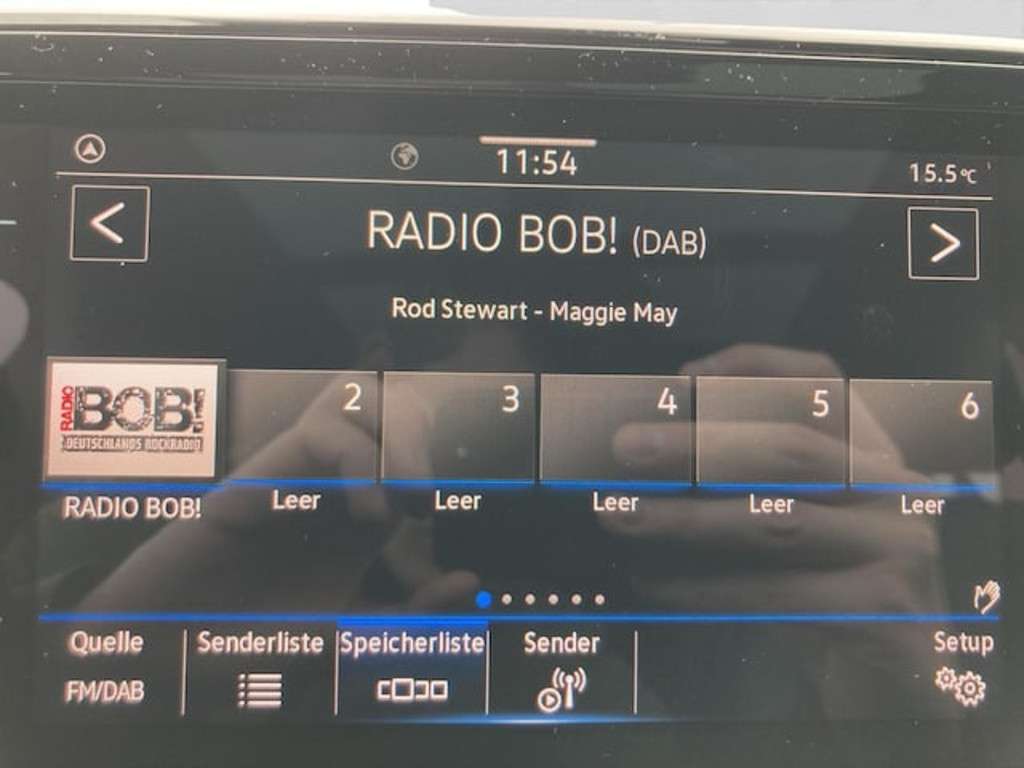 11:54
15.5°C
RADIO BOB! (DAB)
Rod Stewart - Maggie May
RADIO BOB!
DEUTSCHLANDS ROCKRADIO
2 3 4 5 6
RADIO BOB! Leer Leer Leer Leer Leer
Quelle Senderliste Speicherliste Sender Setup
FM/DAB